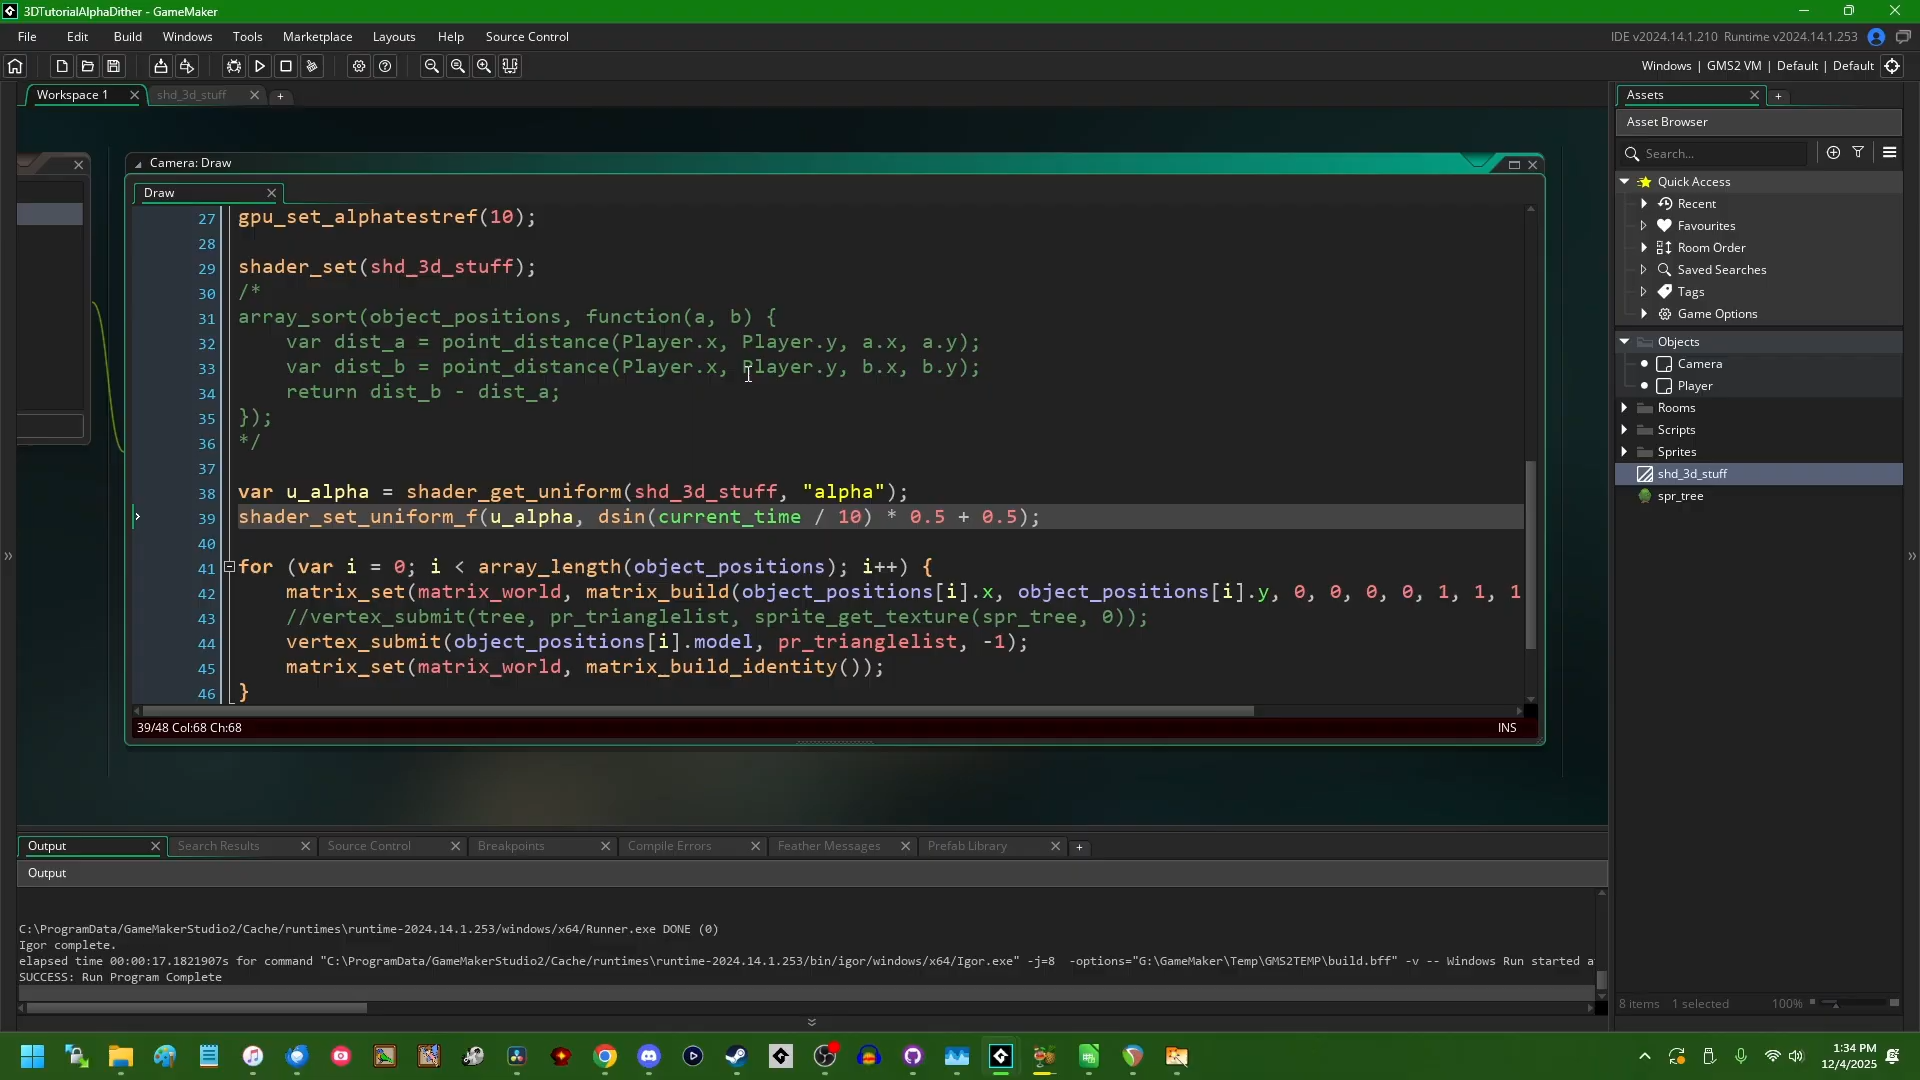 3DTutorialAlphaDither - GameMaker
File Edit Build Windows Tools Marketplace Layouts Help Source Control
IDE v2024.14.1.210 Runtime v2024.14.1.253
Windows | GMS2 VM | Default | Default
Workspace 1 shd_3d_stuff +
Camera: Draw
Draw
27 gpu_set_alphatestref(10);
28
29 shader_set(shd_3d_stuff);
30 /*
31 array_sort(object_positions, function(a, b) {
32 var dist_a = point_distance(Player.x, Player.y, a.x, a.y);
33 var dist_b = point_distance(Player.x, Player.y, b.x, b.y);
34 return dist_b - dist_a;
35 });
36 */
37
38 var u_alpha = shader_get_uniform(shd_3d_stuff, "alpha");
39 shader_set_uniform_f(u_alpha, dsin(current_time / 10) * 0.5 + 0.5);
40
41 for (var i = 0; i < array_length(object_positions); i++) {
42 matrix_set(matrix_world, matrix_build(object_positions[i].x, object_positions[i].y, 0, 0, 0, 0, 1, 1, 1
43 //vertex_submit(tree, pr_trianglelist, sprite_get_texture(spr_tree, 0));
44 vertex_submit(object_positions[i].model, pr_trianglelist, -1);
45 matrix_set(matrix_world, matrix_build_identity());
46 }
39/48 Col:68 Ch:68
INS
Assets
Asset Browser
Search...
Quick Access
Recent
Favourites
Room Order
Saved Searches
Tags
Game Options
Objects
Camera
Player
Rooms
Scripts
Sprites
shd_3d_stuff
spr_tree
8 items 1 selected 100%
Output Search Results Source Control Breakpoints Compile Errors Feather Messages Prefab Library +
Output
C:\ProgramData/GameMakerStudio2/Cache/runtimes\runtime-2024.14.1.253/windows/x64/Runner.exe DONE (0)
Igor complete.
elapsed time 00:00:17.1821907s for command "C:\ProgramData/GameMakerStudio2/Cache/runtimes\runtime-2024.14.1.253/bin/igor/windows/x64/Igor.exe" -j=8 -options="G:\GameMaker\Temp\GMS2TEMP\build.bff" -v -- Windows Run started a
SUCCESS: Run Program Complete
1:34 PM
12/4/2025